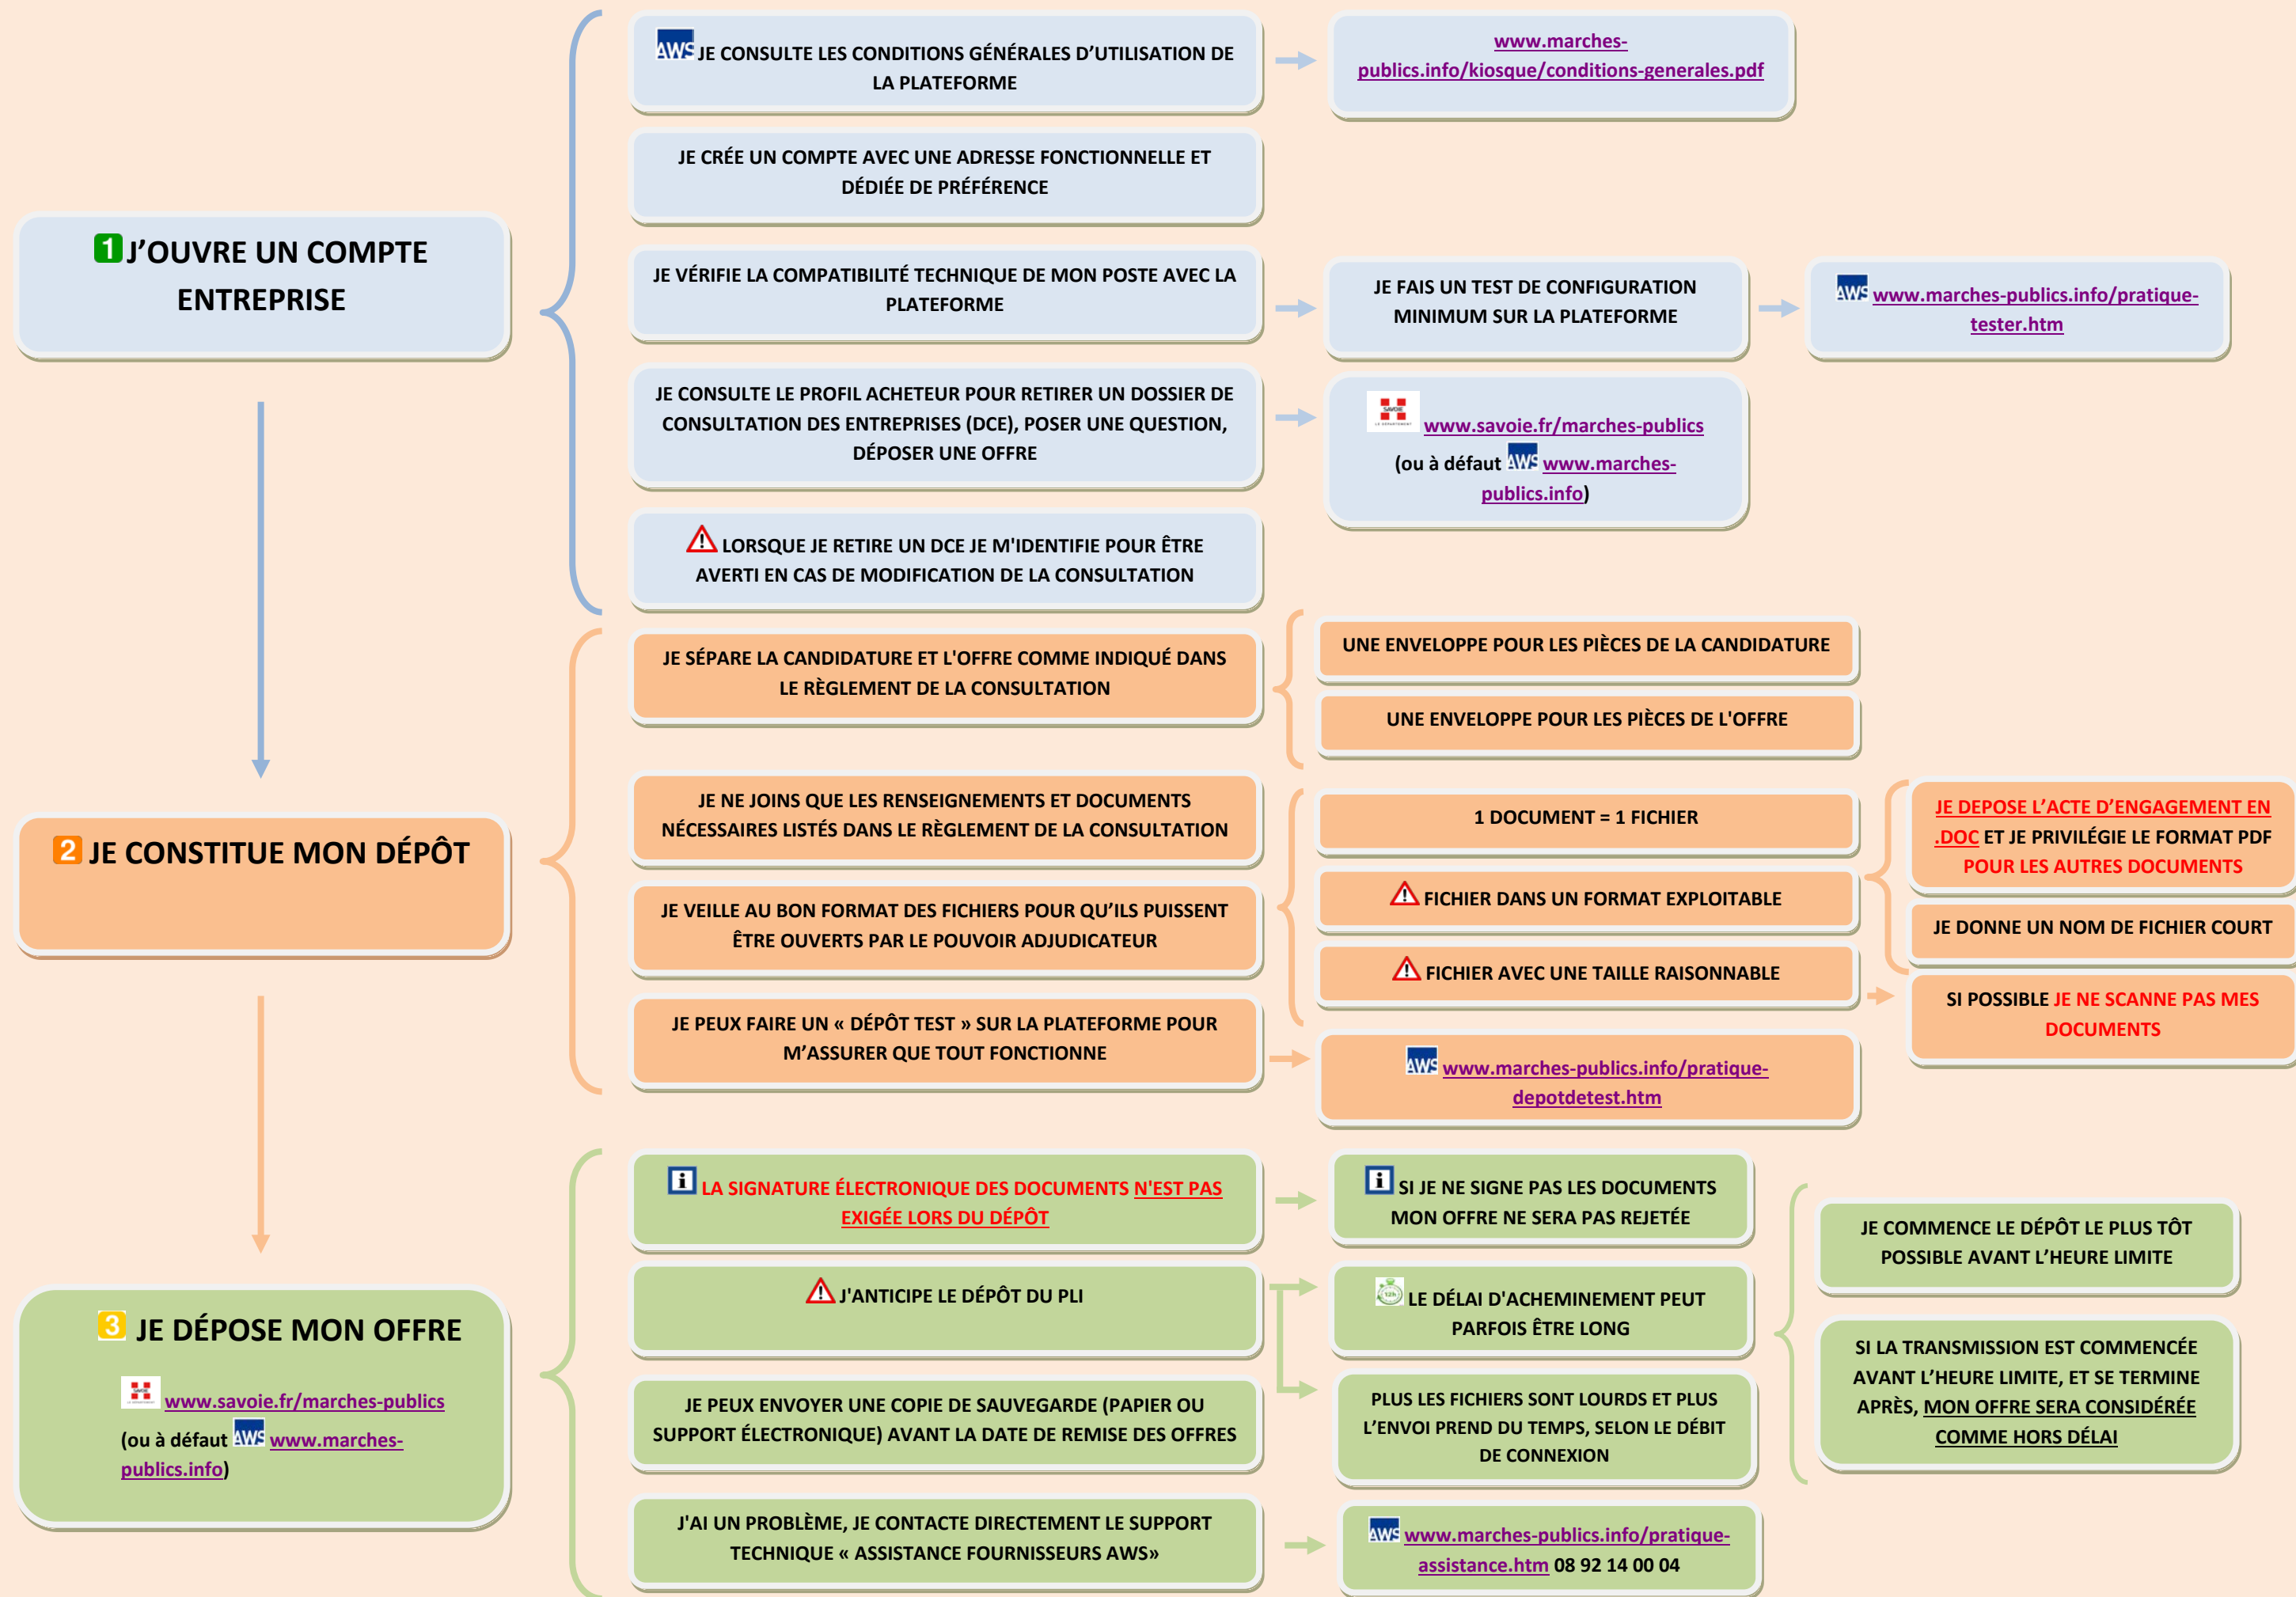 AWS JE CONSULTE LES CONDITIONS GÉNÉRALES D’UTILISATION DE
LA PLATEFORME
www.marches-
publics.info/kiosque/conditions-generales.pdf
JE CRÉE UN COMPTE AVEC UNE ADRESSE FONCTIONNELLE ET
DÉDIÉE DE PRÉFÉRENCE
1 J’OUVRE UN COMPTE
ENTREPRISE
JE VÉRIFIE LA COMPATIBILITÉ TECHNIQUE DE MON POSTE AVEC LA
PLATEFORME
JE FAIS UN TEST DE CONFIGURATION
MINIMUM SUR LA PLATEFORME
AWS www.marches-publics.info/pratique-
tester.htm
JE CONSULTE LE PROFIL ACHETEUR POUR RETIRER UN DOSSIER DE
CONSULTATION DES ENTREPRISES (DCE), POSER UNE QUESTION,
DÉPOSER UNE OFFRE
SAVOIE
LE DÉPARTEMENT
www.savoie.fr/marches-publics
(ou à défaut AWS www.marches-
publics.info)
LORSQUE JE RETIRE UN DCE JE M'IDENTIFIE POUR ÊTRE
AVERTI EN CAS DE MODIFICATION DE LA CONSULTATION
2 JE CONSTITUE MON DÉPÔT
JE SÉPARE LA CANDIDATURE ET L'OFFRE COMME INDIQUÉ DANS
LE RÈGLEMENT DE LA CONSULTATION
UNE ENVELOPPE POUR LES PIÈCES DE LA CANDIDATURE
UNE ENVELOPPE POUR LES PIÈCES DE L'OFFRE
JE NE JOINS QUE LES RENSEIGNEMENTS ET DOCUMENTS
NÉCESSAIRES LISTÉS DANS LE RÈGLEMENT DE LA CONSULTATION
JE VEILLE AU BON FORMAT DES FICHIERS POUR QU’ILS PUISSENT
ÊTRE OUVERTS PAR LE POUVOIR ADJUDICATEUR
1 DOCUMENT = 1 FICHIER
FICHIER DANS UN FORMAT EXPLOITABLE
FICHIER AVEC UNE TAILLE RAISONNABLE
JE DEPOSE L’ACTE D’ENGAGEMENT EN
.DOC ET JE PRIVILÉGIE LE FORMAT PDF
POUR LES AUTRES DOCUMENTS
JE DONNE UN NOM DE FICHIER COURT
SI POSSIBLE JE NE SCANNE PAS MES
DOCUMENTS
JE PEUX FAIRE UN « DÉPÔT TEST » SUR LA PLATEFORME POUR
M’ASSURER QUE TOUT FONCTIONNE
AWS www.marches-publics.info/pratique-
depotdetest.htm
3 JE DÉPOSE MON OFFRE
SAVOIE
LE DÉPARTEMENT
www.savoie.fr/marches-publics
(ou à défaut AWS www.marches-
publics.info)
i LA SIGNATURE ÉLECTRONIQUE DES DOCUMENTS N'EST PAS
EXIGÉE LORS DU DÉPÔT
i SI JE NE SIGNE PAS LES DOCUMENTS
MON OFFRE NE SERA PAS REJETÉE
J'ANTICIPE LE DÉPÔT DU PLI
12h LE DÉLAI D'ACHEMINEMENT PEUT
PARFOIS ÊTRE LONG
PLUS LES FICHIERS SONT LOURDS ET PLUS
L’ENVOI PREND DU TEMPS, SELON LE DÉBIT
DE CONNEXION
JE COMMENCE LE DÉPÔT LE PLUS TÔT
POSSIBLE AVANT L’HEURE LIMITE
SI LA TRANSMISSION EST COMMENCÉE
AVANT L’HEURE LIMITE, ET SE TERMINE
APRÈS, MON OFFRE SERA CONSIDÉRÉE
COMME HORS DÉLAI
JE PEUX ENVOYER UNE COPIE DE SAUVEGARDE (PAPIER OU
SUPPORT ÉLECTRONIQUE) AVANT LA DATE DE REMISE DES OFFRES
J'AI UN PROBLÈME, JE CONTACTE DIRECTEMENT LE SUPPORT
TECHNIQUE « ASSISTANCE FOURNISSEURS AWS»
AWS www.marches-publics.info/pratique-
assistance.htm 08 92 14 00 04